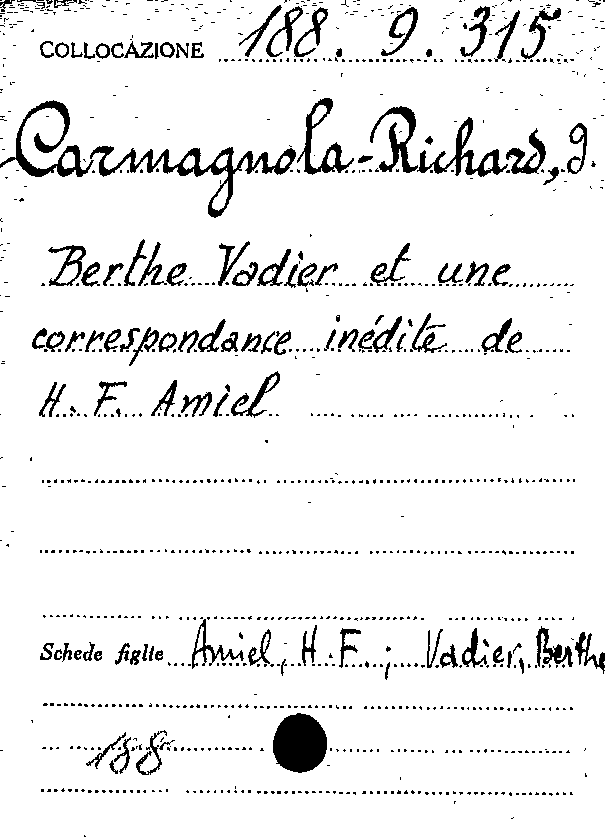 COLLOCAZIONE 188. 9. 315
Carmagnola-Richard, J.
Berthe Vadier et une
correspondance inédite de
H. F. Amiel
Schede figlie Amiel, H. F. ; Vadier, Berthe
188